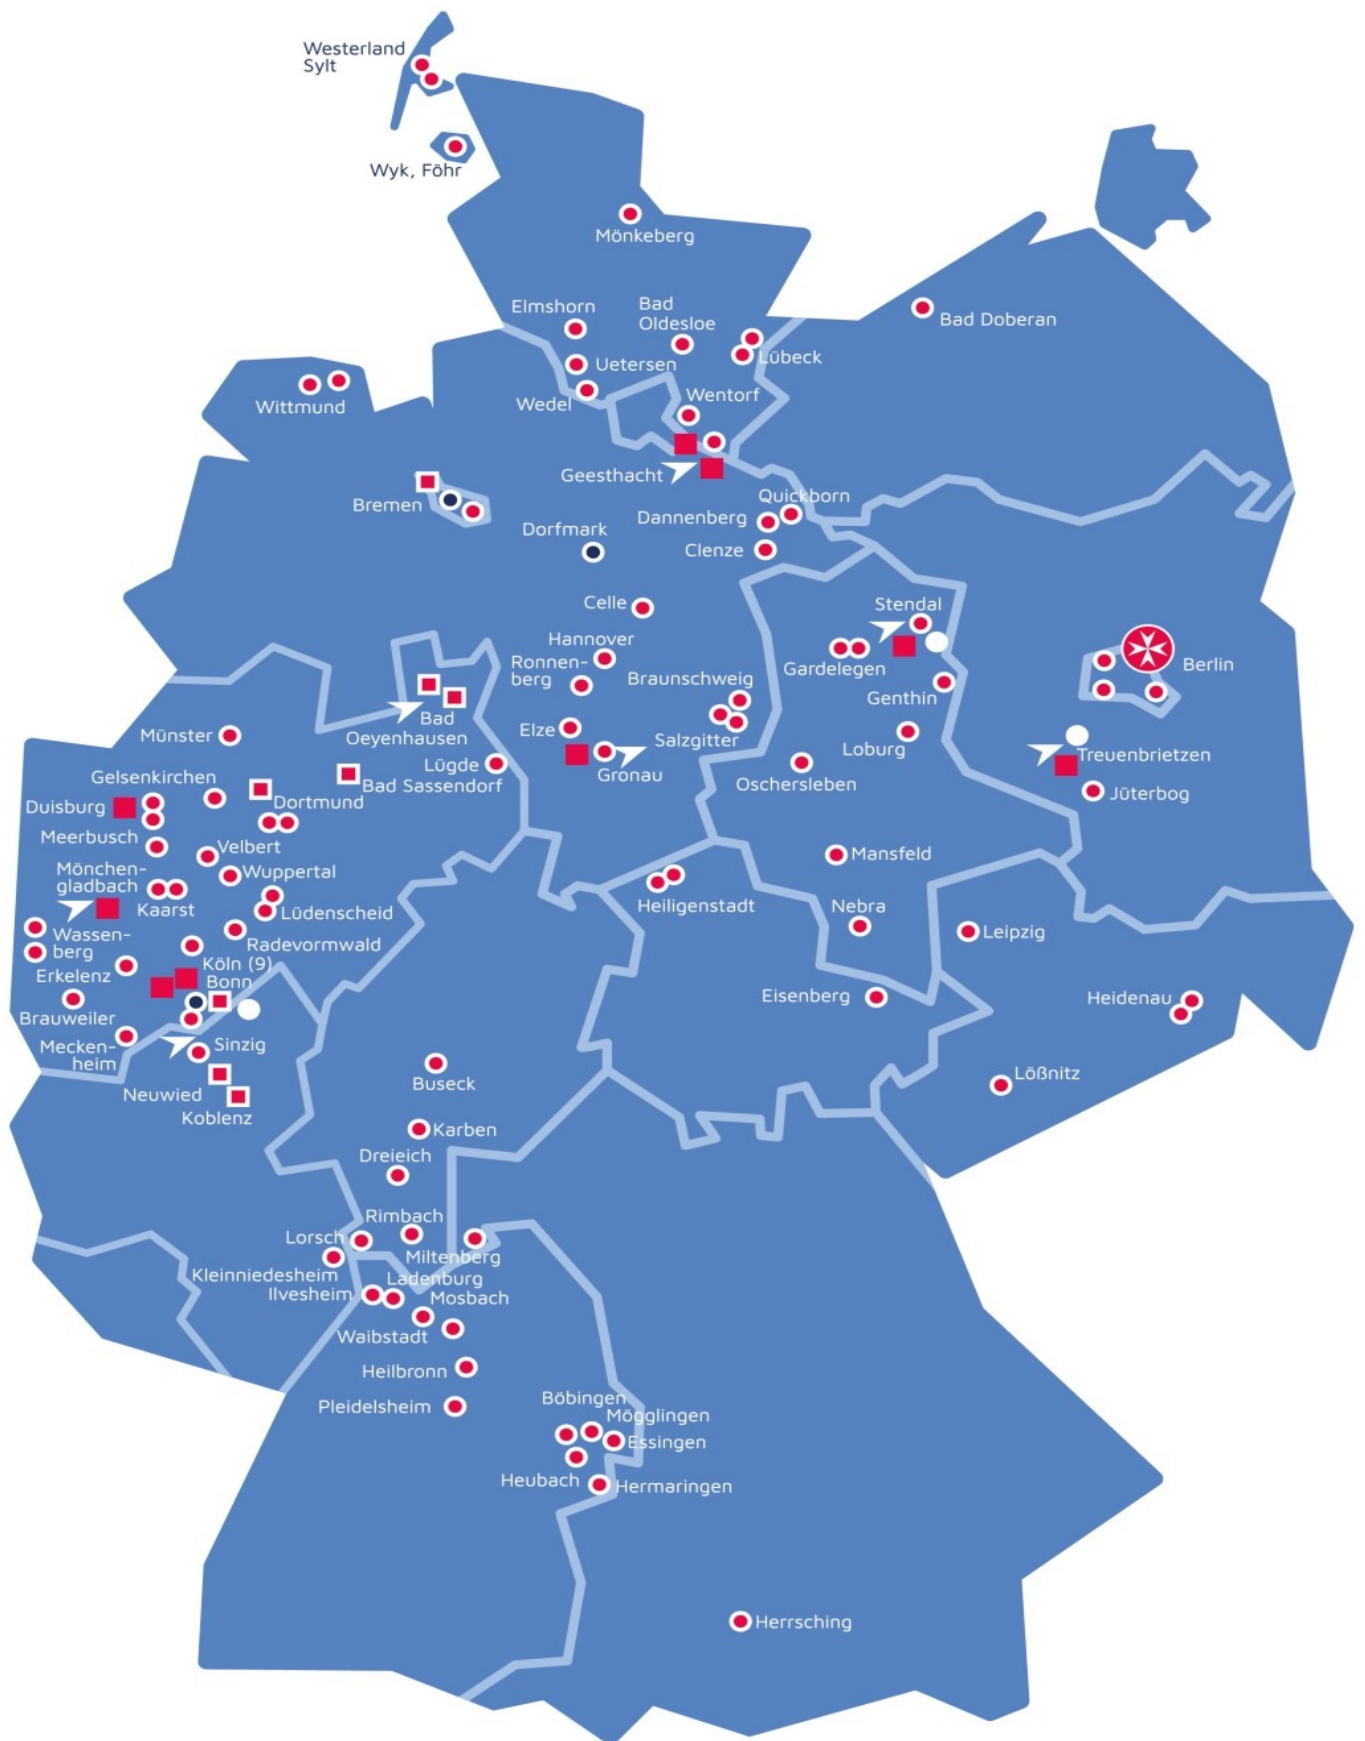 Westerland
Sylt
Wyk, Föhr
Mönkeberg
Elmshorn
Bad
Oldesloe
Bad Doberan
Lübeck
Uetersen
Wedel
Wentorf
Wittmund
Geesthacht
Bremen
Quickborn
Dannenberg
Dorfmark
Clenze
Celle
Stendal
Hannover
Ronnen-
berg
Gardelegen
Berlin
Braunschweig
Genthin
Bad
Oeyenhausen
Elze
Salzgitter
Loburg
Münster
Treuenbrietzen
Lügde
Gronau
Gelsenkirchen
Bad Sassendorf
Oschersleben
Jüterbog
Duisburg
Dortmund
Meerbusch
Velbert
Mansfeld
Mönchen-
gladbach
Wuppertal
Kaarst
Lüdenscheid
Heiligenstadt
Nebra
Wassen-
berg
Radevormwald
Leipzig
Erkelenz
Köln (9)
Bonn
Eisenberg
Heidenau
Brauweiler
Mecken-
heim
Sinzig
Lößnitz
Neuwied
Buseck
Koblenz
Karben
Dreieich
Rimbach
Lorsch
Miltenberg
Kleinniedesheim
Ladenburg
Ilvesheim
Mosbach
Waibstadt
Heilbronn
Pleidelsheim
Böbingen
Mögglingen
Essingen
Heubach
Hermaringen
Herrsching